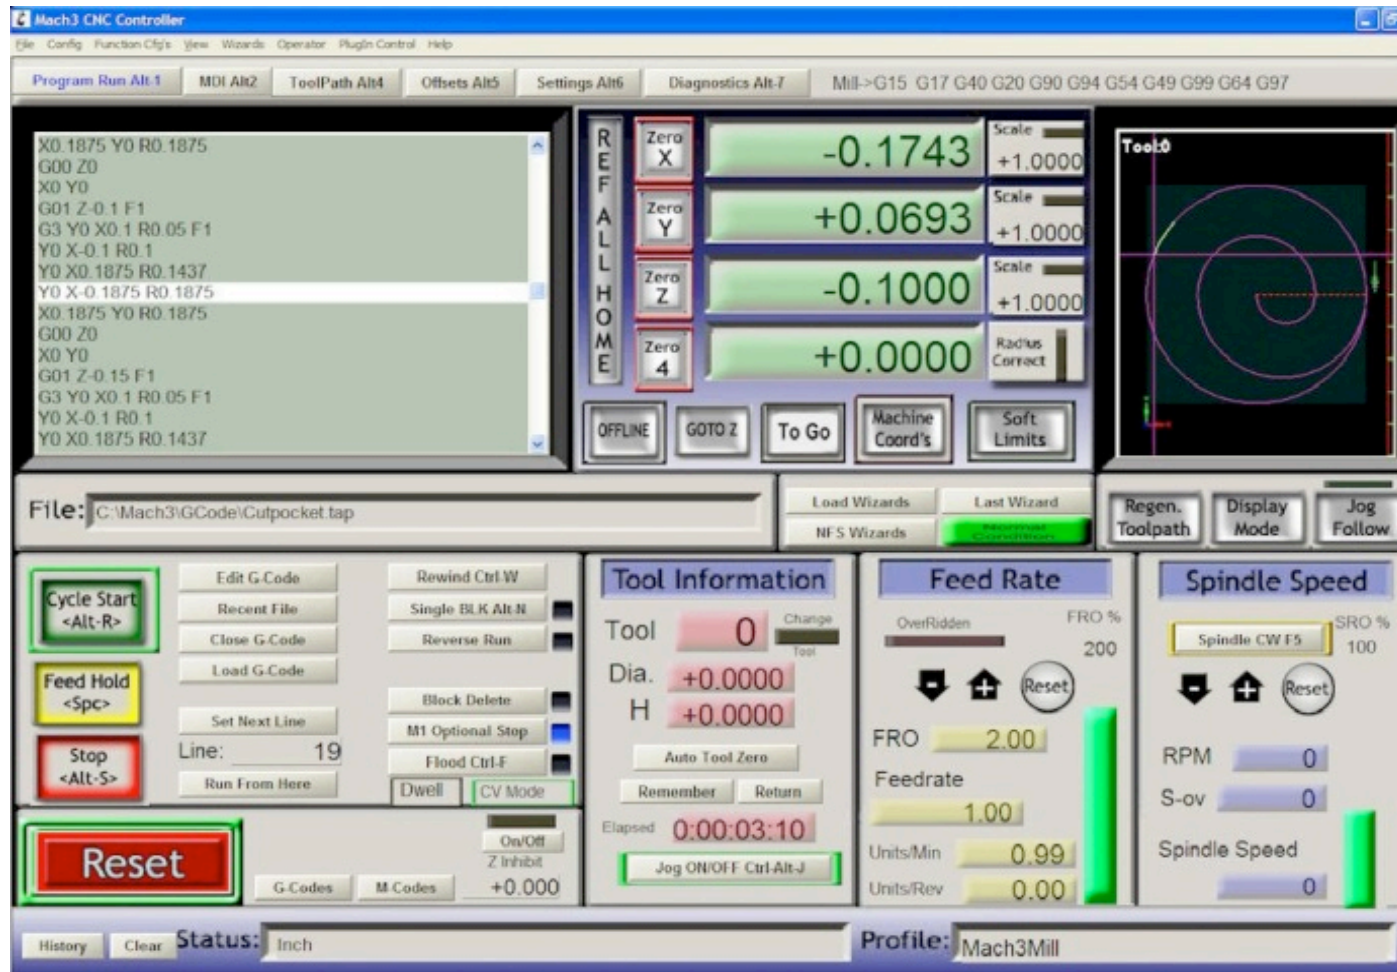 Mach3 CNC Controller
File Config Function Cfg's View Wizards Operator PlugIn Control Help
Program Run Alt-1 MDI Alt2 ToolPath Alt4 Offsets Alt5 Settings Alt6 Diagnostics Alt-7 Mill->G15 G17 G40 G20 G90 G94 G54 G49 G99 G64 G97
X0.1875 Y0 R0.1875
G00 Z0
X0 Y0
G01 Z-0.1 F1
G3 Y0 X0.1 R0.05 F1
Y0 X-0.1 R0.1
Y0 X0.1875 R0.1437
Y0 X-0.1875 R0.1875
X0.1875 Y0 R0.1875
G00 Z0
X0 Y0
G01 Z-0.15 F1
G3 Y0 X0.1 R0.05 F1
Y0 X-0.1 R0.1
Y0 X0.1875 R0.1437
REF ALL HOME
Zero X -0.1743 Scale +1.0000
Zero Y +0.0693 Scale +1.0000
Zero Z -0.1000 Scale +1.0000
Zero 4 +0.0000 Radius Correct
OFFLINE GOTO Z To Go Machine Coord's Soft Limits
Tool:0
File: C:\Mach3\GCode\Cutpocket.tap
Load Wizards Last Wizard
NFS Wizards Normal Condition
Regen. Toolpath Display Mode Jog Follow
Cycle Start <Alt-R>
Feed Hold <Spc>
Stop <Alt-S>
Edit G-Code
Recent File
Close G-Code
Load G-Code
Set Next Line
Line: 19
Run From Here
Rewind Ctrl-W
Single BLK Alt-N
Reverse Run
Block Delete
M1 Optional Stop
Flood Ctrl-F
Dwell CV Mode
Reset
G-Codes M-Codes
On/Off
Z Inhibit
+0.000
Tool Information
Tool 0 Change Tool
Dia. +0.0000
H +0.0000
Auto Tool Zero
Remember Return
Elapsed 0:00:03:10
Jog ON/OFF Ctrl-Alt-J
Feed Rate
OverRidden FRO %
200
Reset
FRO 2.00
Feedrate
1.00
Units/Min 0.99
Units/Rev 0.00
Spindle Speed
Spindle CW F5 SRO %
100
Reset
RPM 0
S-ov 0
Spindle Speed
0
History Clear Status: Inch Profile: Mach3Mill